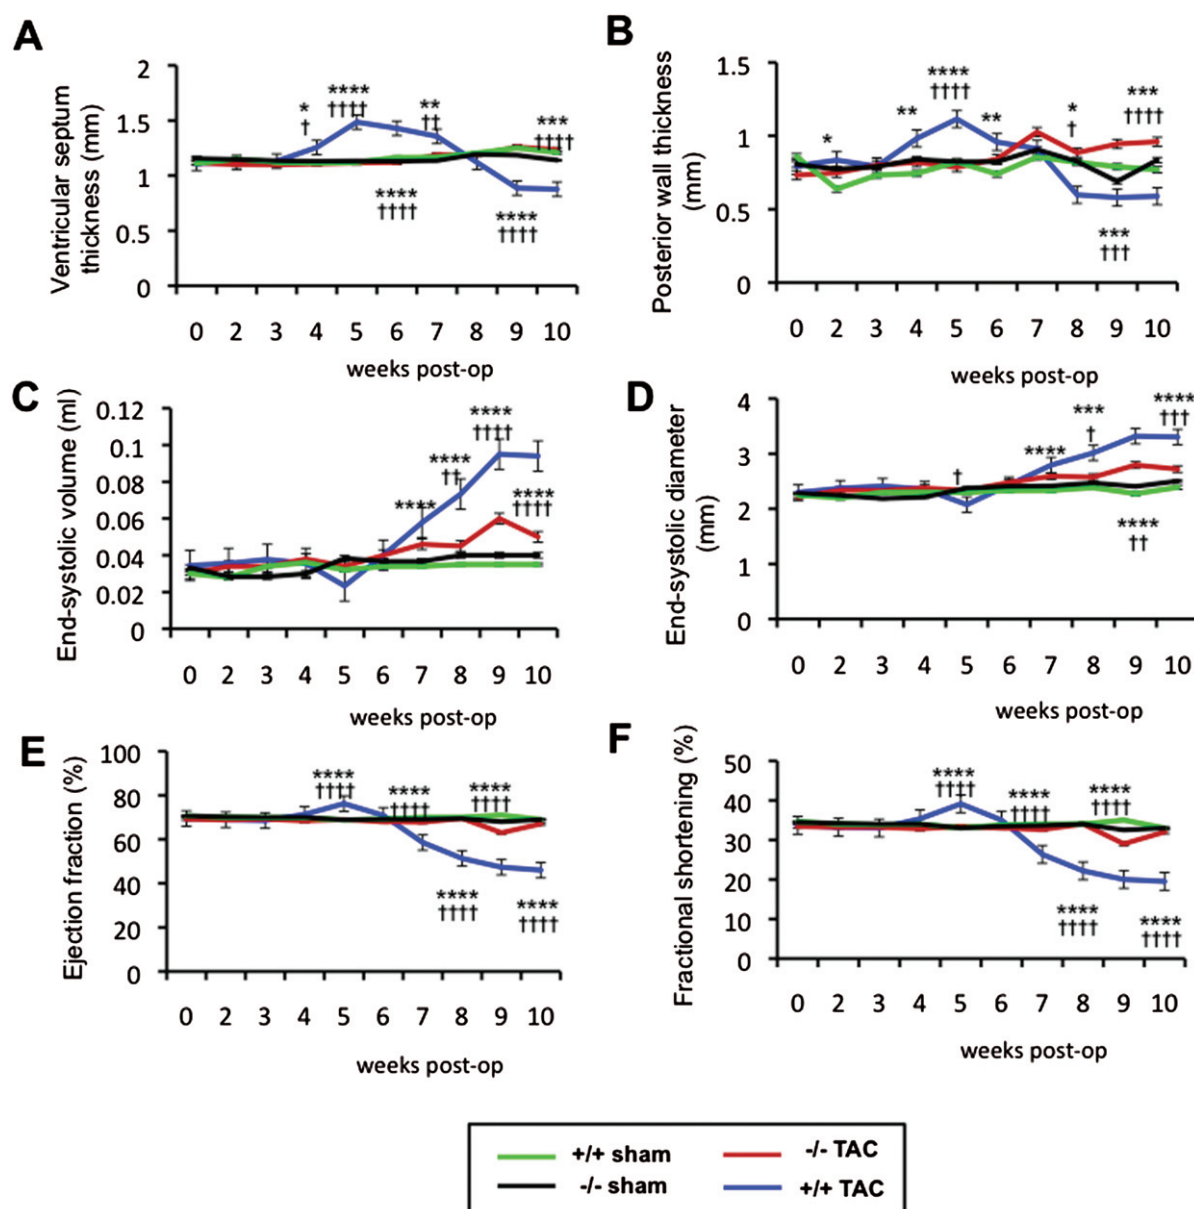 A
Ventricular septum
thickness (mm)
2
1.5
1
0.5
0
*
†
****
††††
**
††
***
††††
****
††††
****
††††
0 2 3 4 5 6 7 8 9 10
weeks post-op
B
Posterior wall thickness
(mm)
1.5
1
0.5
0
*
**
****
††††
**
*
†
***
††††
***
†††
0 2 3 4 5 6 7 8 9 10
weeks post-op
C
End-systolic volume (ml)
0.12
0.1
0.08
0.06
0.04
0.02
0
****
****
††
****
††††
****
††††
0 2 3 4 5 6 7 8 9 10
weeks post-op
D
End-systolic diameter
(mm)
4
3
2
1
0
†
****
***
†
****
†††
****
††
0 2 3 4 5 6 7 8 9 10
weeks post-op
E
Ejection fraction (%)
100
80
60
40
20
0
****
††††
****
††††
****
††††
****
††††
****
††††
0 2 3 4 5 6 7 8 9 10
weeks post-op
F
Fractional shortening (%)
50
40
30
20
10
0
****
††††
****
††††
****
††††
****
††††
****
††††
0 2 3 4 5 6 7 8 9 10
weeks post-op
+/+ sham
-/- TAC
-/- sham
+/+ TAC